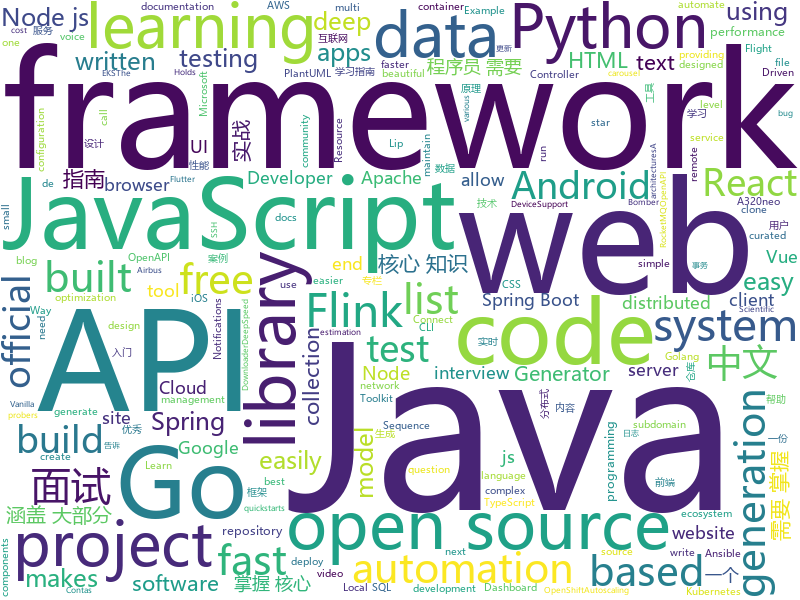 documentation AWS multi container Example
Node js learning data Python using
one voice cost 服务 互联网 faster PlantUML 学习指南 beautiful
EKSThe Holds
written testing deep apps 程序员 需要 HTML text performance Flight Driven
providing designed carousel file
framework
configuration Microsoft 设计 call UI 性能 实战 community Resource Lip maintain various 原理 Controller 数据 run star level service 学习 工具 remote bug
指南 browser Developer Apache allow Android React
de Flutter docs
JavaScript web
small OpenAPI 案例 SSH 技术 DeviceSupport Bomber architecturesA RocketMQOpenAPI A320neo clone 用户 curated 事务
blog Airbus iOS
built free library 核心 知识 Vue
Way optimization tool end Flink list Spring Boot easy
need Notifications easier use 专栏 CSS distributed client
official API code system
design CLI simple Scientific
入门 DownloaderDeepSpeed collection Connect test Node interview Generator server 中文
Cloud Toolkit 实时 Golang 仓库 帮助
build Spring management network estimation
Vanilla generate site Sequence
Go Java generation
probers 优秀 Google model 分布式 js language complex question TypeScript programming subdomain 内容 生成 日志 一份
面试 create Learn easily
components 告诉 框架 best
project open source 需要 掌握
涵盖 大部分 fast repository ecosystem website automate
makes quickstarts next source write Ansible
software 掌握 核心 video automation based 一个
Contas deploy Local SQL development Dashboard OpenShiftAutoscaling Kubernetes
前端 更新